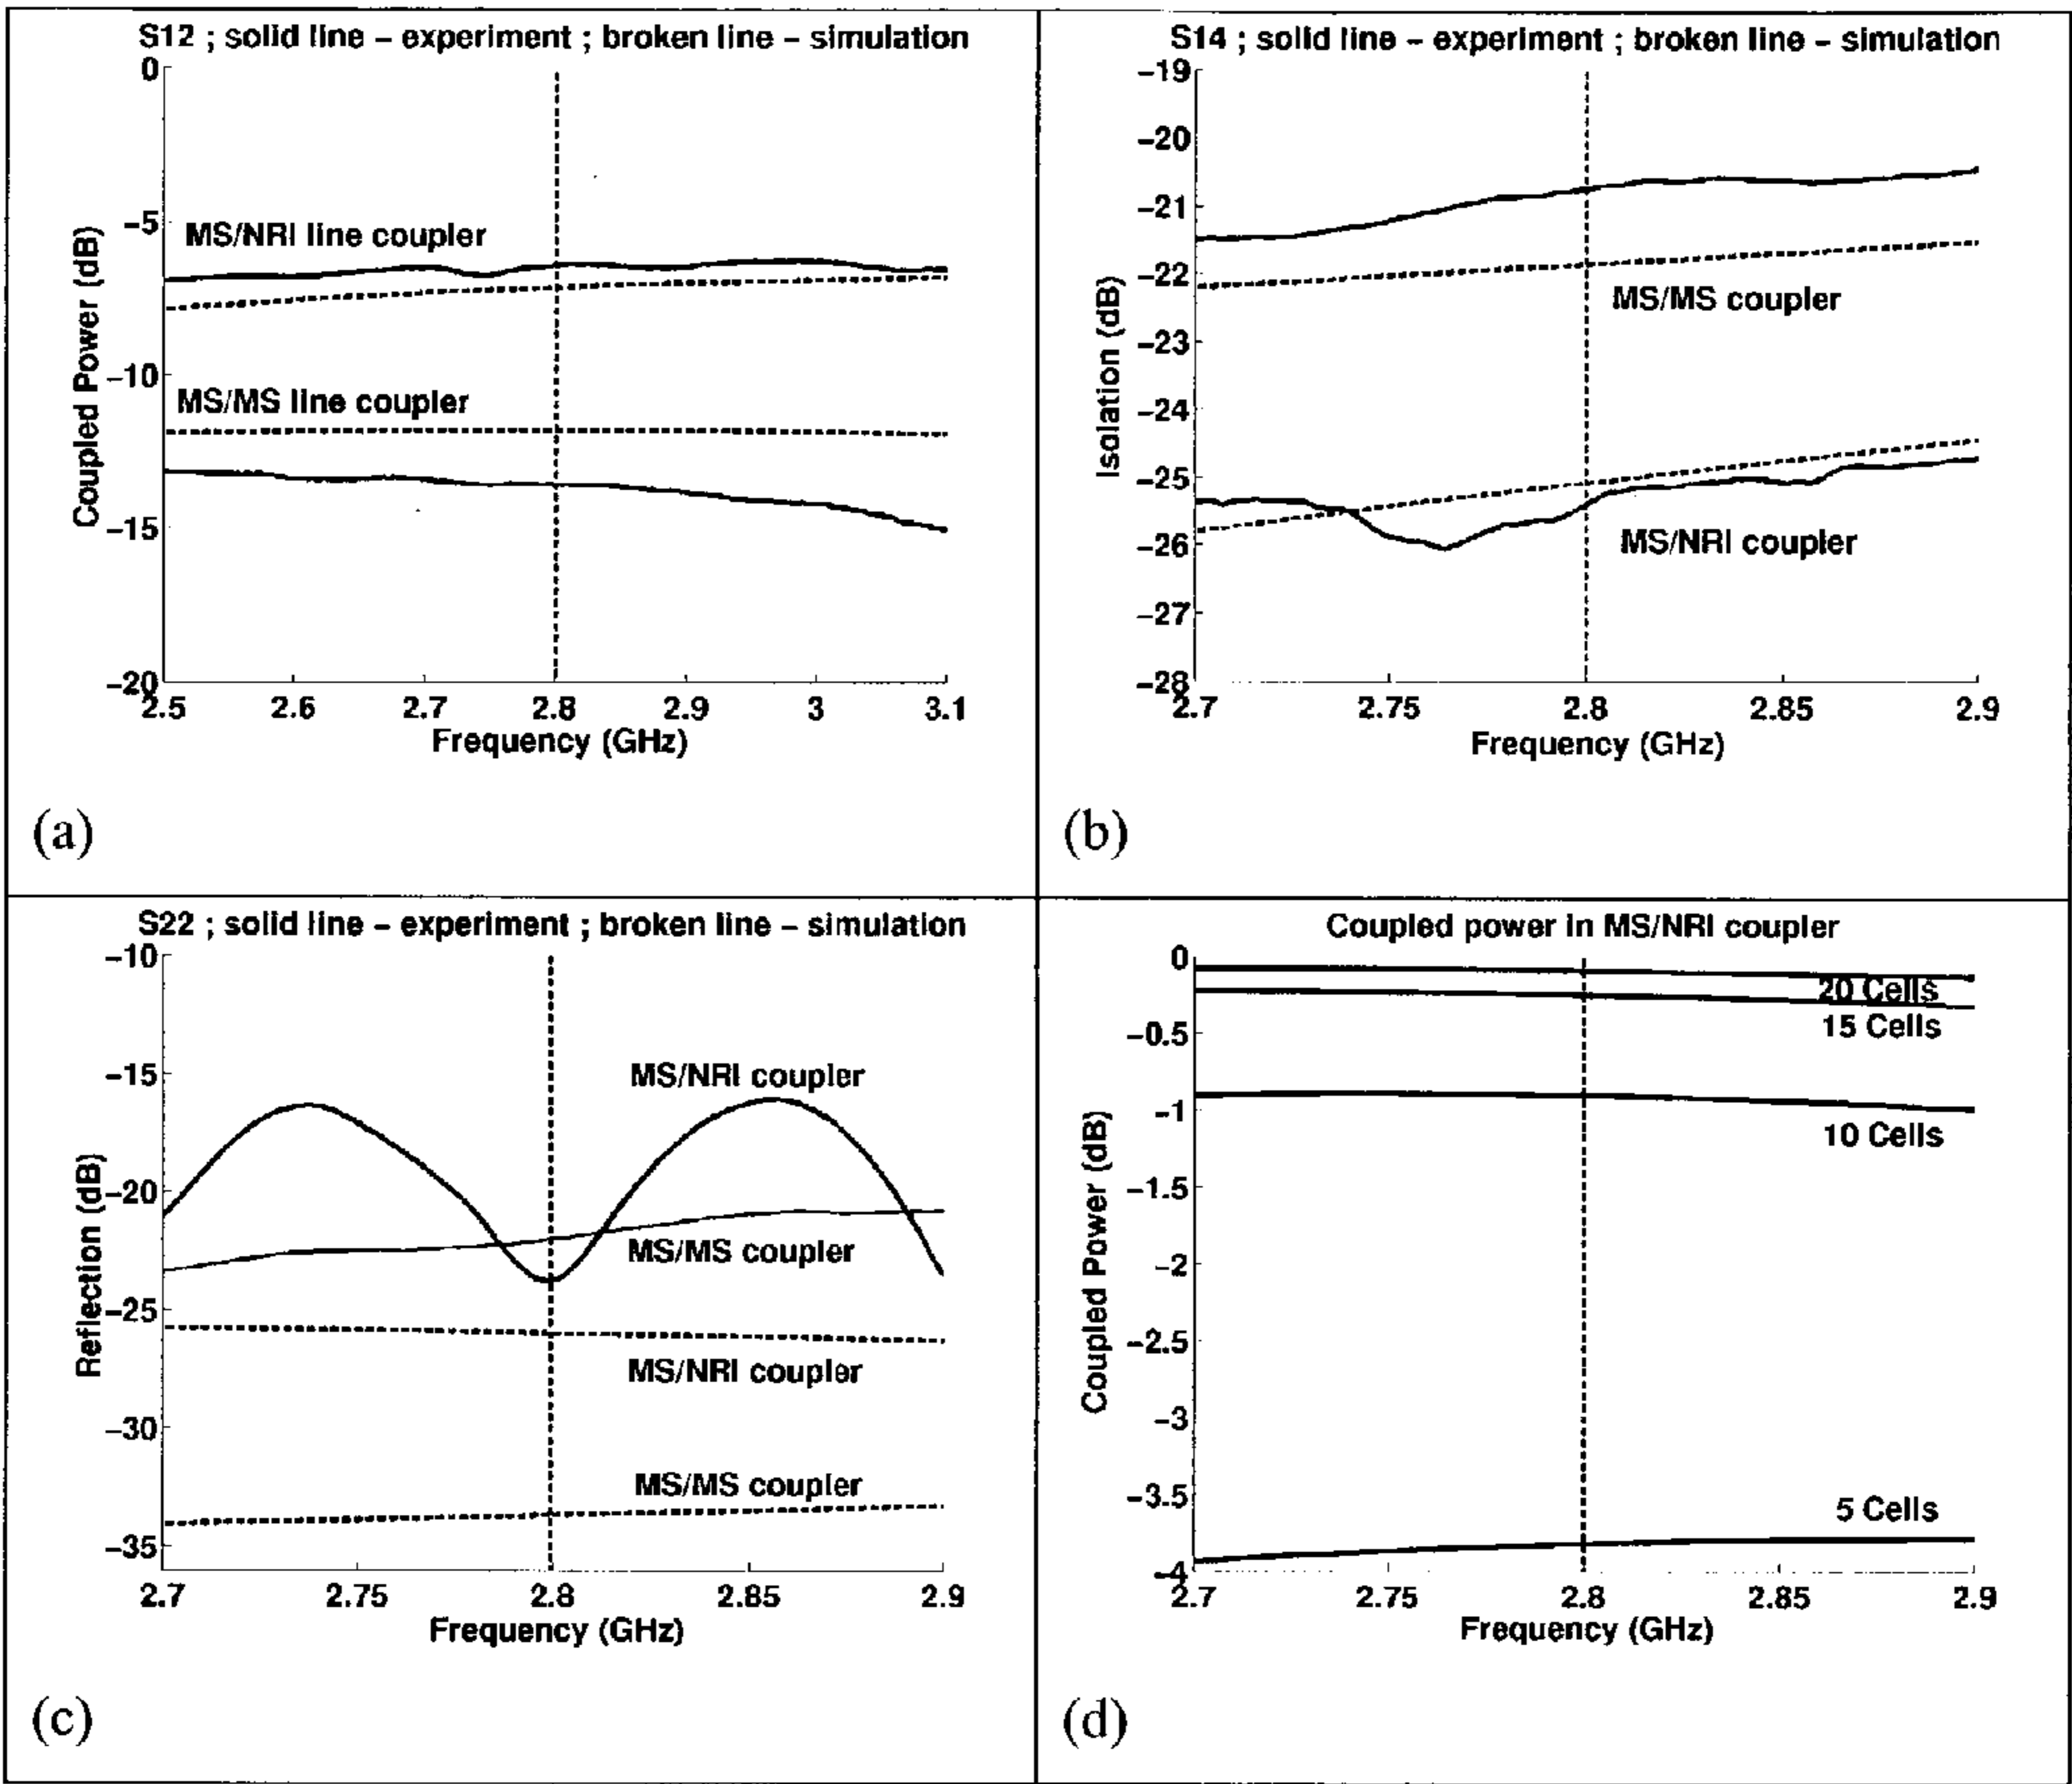 S12 ; solid line – experiment ; broken line – simulation
0
−5
−10
−15
−20
Coupled Power (dB)
MS/NRI line coupler
MS/MS line coupler
2.5 2.6 2.7 2.8 2.9 3 3.1
Frequency (GHz)
(a)
S14 ; solid line – experiment ; broken line – simulation
−19
−20
−21
−22
−23
−24
−25
−26
−27
−28
Isolation (dB)
MS/MS coupler
MS/NRI coupler
2.7 2.75 2.8 2.85 2.9
Frequency (GHz)
(b)
S22 ; solid line – experiment ; broken line – simulation
−10
−15
−20
−25
−30
−35
Reflection (dB)
MS/NRI coupler
MS/MS coupler
MS/NRI coupler
MS/MS coupler
2.7 2.75 2.8 2.85 2.9
Frequency (GHz)
(c)
Coupled power in MS/NRI coupler
0
−0.5
−1
−1.5
−2
−2.5
−3
−3.5
−4
Coupled Power (dB)
20 Cells
15 Cells
10 Cells
5 Cells
2.7 2.75 2.8 2.85 2.9
Frequency (GHz)
(d)